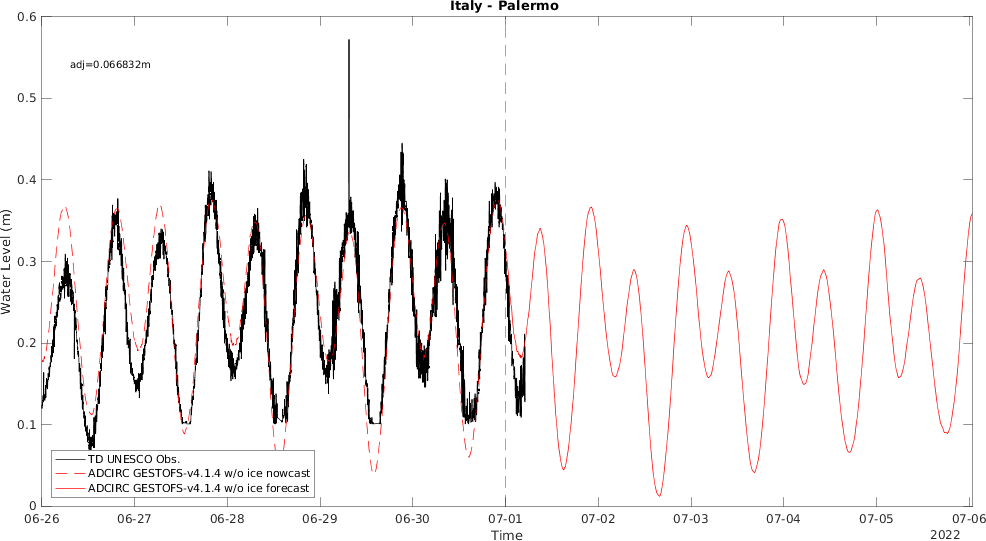 Italy - Palermo
adj=0.066832m
Water Level (m)
0.6
0.5
0.4
0.3
0.2
0.1
0
TD UNESCO Obs.
ADCIRC GESTOFS-v4.1.4 w/o ice nowcast
ADCIRC GESTOFS-v4.1.4 w/o ice forecast
06-26 06-27 06-28 06-29 06-30 07-01 07-02 07-03 07-04 07-05 07-06
Time
2022